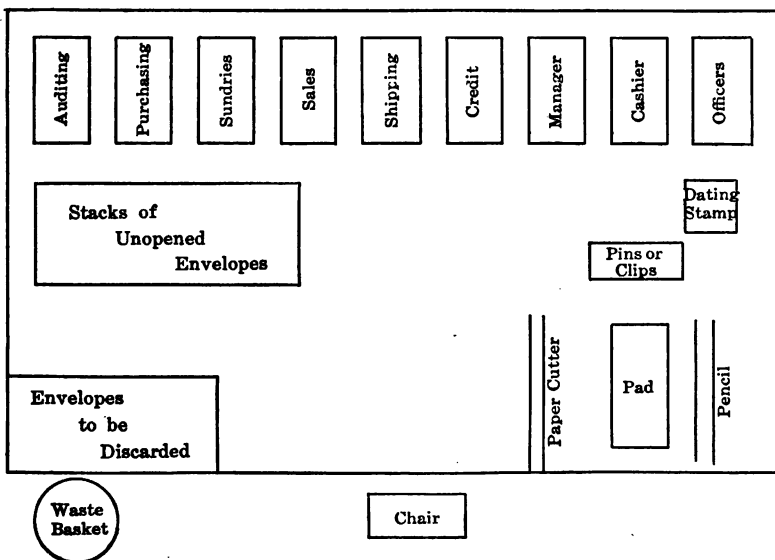 Auditing
Purchasing
Sundries
Sales
Shipping
Credit
Manager
Cashier
Officers
Stacks of
Unopened
Envelopes
Dating
Stamp
Pins or
Clips
Envelopes
to be
Discarded
Paper Cutter
Pad
Pencil
Waste
Basket
Chair